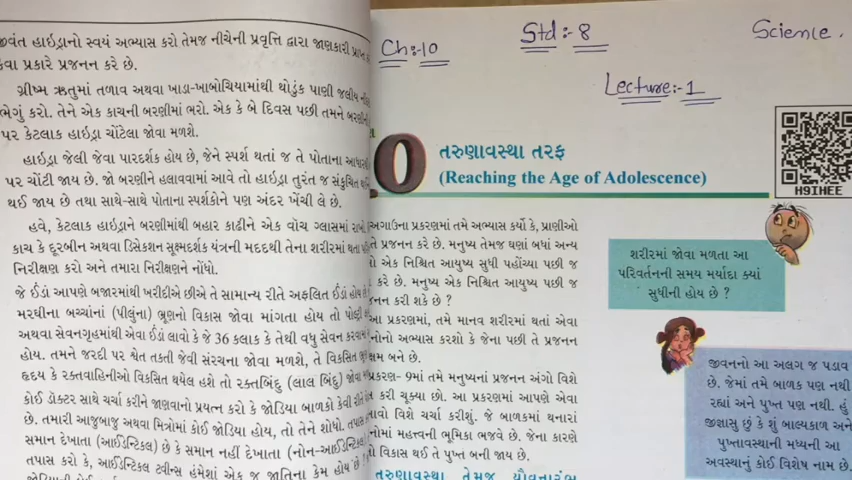 જીવંત હાઇડ્રાનો સ્વયં અભ્યાસ કરો તેમજ નીચેની પ્રવૃત્તિ દ્વારા જાણકારી
પ્રકારે પ્રજનન કરે છે.
ગ્રીષ્મ ઋતુમાં તળાવ અથવા ખાડા-ખાબોચિયામાંથી થોડુંક પાણી જલીય
ભેગું કરો. તેને એક કાચની બરણીમાં ભરો. એક કે બે દિવસ પછી તમને
પર કેટલાક હાઇડ્રા ચોંટેલા જોવા મળશે.
હાઇડ્રા જેલી જેવા પારદર્શક હોય છે, જેને સ્પર્શ થતાં જ તે પોતાના
પર ચોંટી જાય છે. જો બરણીને હલાવવામાં આવે તો હાઇડ્રા તુરંત જ સંકુચિત
થઈ જાય છે તથા સાથે-સાથે પોતાના સ્પર્શકોને પણ અંદર ખેંચી લે છે.
હવે, કેટલાક હાઇડ્રાને બરણીમાંથી બહાર કાઢીને એક વૉચ ગ્લાસમાં
કાચ કે દૂરબીન અથવા ડિસેકશન સૂક્ષ્મદર્શક યંત્રની મદદથી તેના શરીરમાં થતા
નિરીક્ષણ કરો અને તમારા નિરીક્ષણને નોંધો.
જે ઈંડાં આપણે બજારમાંથી ખરીદીએ છીએ તે સામાન્ય રીતે અફલિત ઈંડાં હોય
મરઘીના બચ્ચાંનાં (પીલુંના) ભ્રૂણનો વિકાસ જોવા માંગતા હોય તો
અથવા સેવનગૃહમાંથી એવા ઈંડાં લાવો કે જે 36 કલાક કે તેથી વધુ સેવન
હોય. તમને જરદી પર શ્વેત તકતી જેવી સંરચના જોવા મળશે, તે વિકસિત
હૃદય કે રક્તવાહિનીઓ વિકસિત થયેલ હશે તો રક્તબિંદુ (લાલ બિંદુ)
કોઈ ડૉક્ટર સાથે ચર્ચા કરીને જાણવાનો પ્રયત્ન કરો કે જોડિયા બાળકો કેવી રીતે
છે. તમારી આજુબાજુ અથવા મિત્રોમાં કોઈ જોડિયા હોય, તો તેને શોધો.
સમાન દેખાતા (આઈડેન્ટિકલ) છે કે સમાન નહીં દેખાતા (નોન-આઈડેન્ટિકલ)
તપાસ કરો કે, આઈડેન્ટિકલ ટ્વીન્સ હંમેશાં એક જ જાતિના કેમ હોય છે
Ch:-10
Std:- 8
Science.
Lecture:-1
0
તરુણાવસ્થા તરફ
(Reaching the Age of Adolescence)
H9IHEE
અગાઉના પ્રકરણમાં તમે અભ્યાસ કર્યો કે, પ્રાણીઓ
તે પ્રજનન કરે છે. મનુષ્ય તેમજ ઘણાં બધાં અન્ય
એક નિશ્ચિત આયુષ્ય સુધી પહોંચ્યા પછી જ
કરે છે. મનુષ્ય એક નિશ્ચિત આયુષ્ય પછી જ
કેમ કરી શકે છે ?
આ પ્રકરણમાં, તમે માનવ શરીરમાં થતાં એવા
અભ્યાસ કરશો કે જેના પછી તે પ્રજનન
બને છે.
પ્રકરણ- 9માં તમે મનુષ્યનાં પ્રજનન અંગો વિશે
કરી ચૂક્યા છો. આ પ્રકરણમાં આપણે એવા
વિશે ચર્ચા કરીશું. જે બાળકમાં થનારાં
મહત્ત્વની ભૂમિકા ભજવે છે. જેના કારણે
વિકાસ થઈ તે પુખ્ત બની જાય છે.
તરુણાવસ્થા તેમજ યૌવનારંભ
શરીરમાં જોવા મળતા આ
પરિવર્તનની સમય મર્યાદા ક્યાં
સુધીની હોય છે ?
જીવનનો આ અલગ જ પડાવ
છે. જેમાં તમે બાળક પણ નથી
રહ્યાં અને પુખ્ત પણ નથી. હું
જિજ્ઞાસુ છું કે શું બાલ્યકાળ અને
પુખ્તાવસ્થાની મધ્યની આ
અવસ્થાનું કોઈ વિશેષ નામ છે.